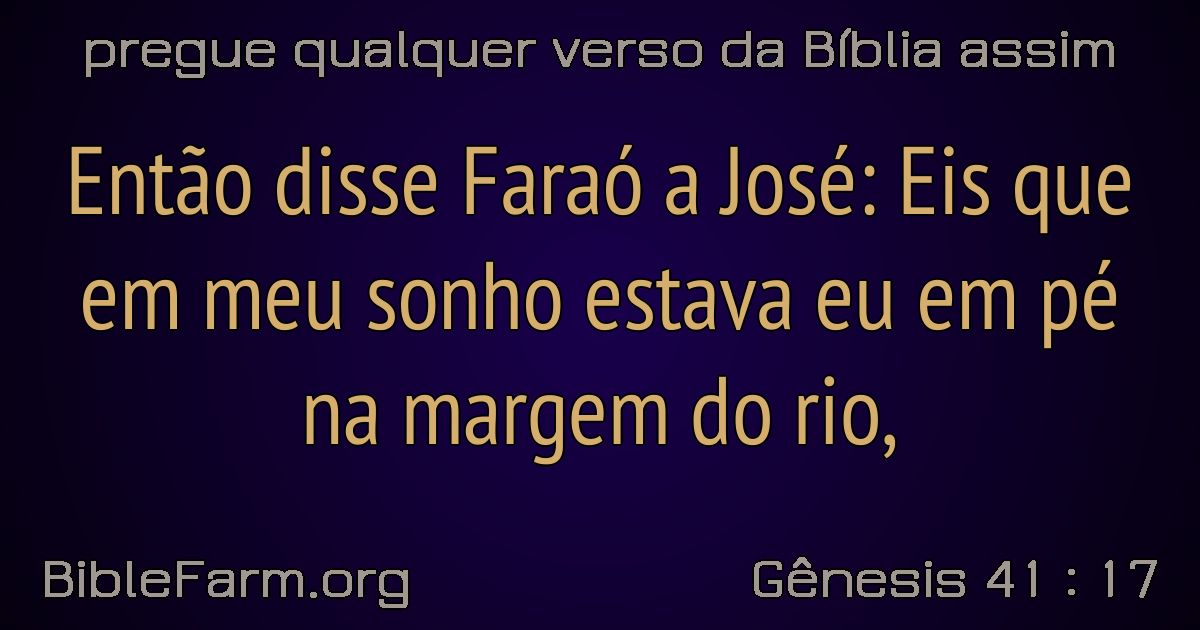 pregue qualquer verso da Bíblia assim
Então disse Faraó a José: Eis que
em meu sonho estava eu em pé
na margem do rio,
BibleFarm.org
Gênesis 41 : 17